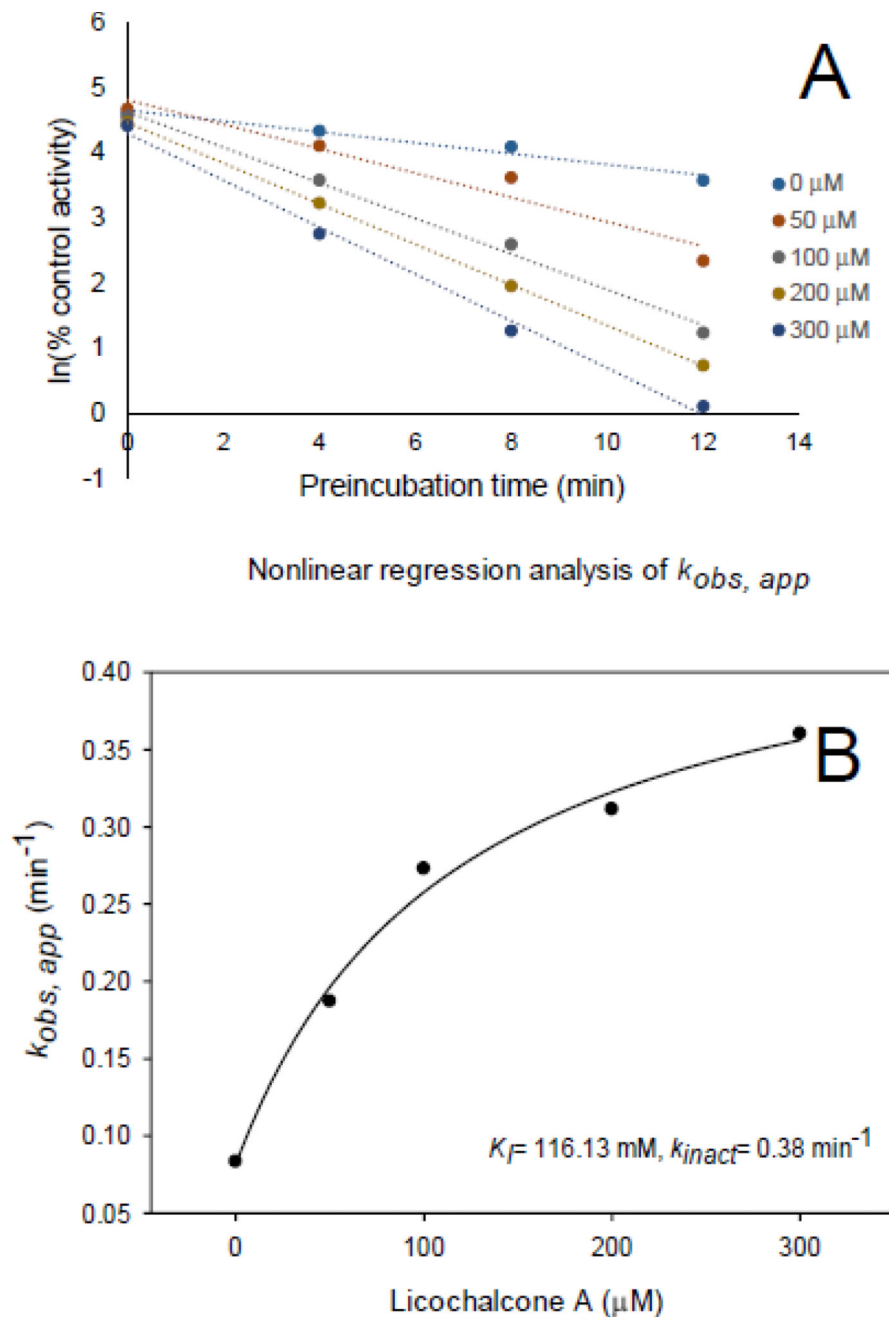 6
A
5
4
3
2
1
0
-1
ln(% control activity)
0 μM
50 μM
100 μM
200 μM
300 μM
0 2 4 6 8 10 12 14
Preincubation time (min)
Nonlinear regression analysis of kobs, app
0.40
0.35
0.30
0.25
0.20
0.15
0.10
0.05
kobs, app (min-1)
B
KI= 116.13 mM, kinact= 0.38 min-1
0 100 200 300
Licochalcone A (μM)